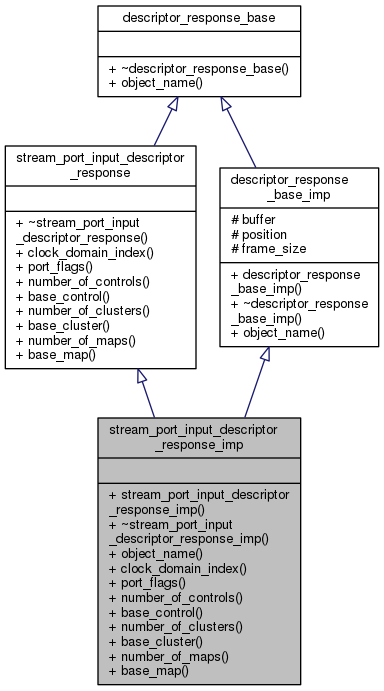 descriptor_response_base
+ ~descriptor_response_base()
+ object_name()
stream_port_input_descriptor
_response
+ ~stream_port_input
_descriptor_response()
+ clock_domain_index()
+ port_flags()
+ number_of_controls()
+ base_control()
+ number_of_clusters()
+ base_cluster()
+ number_of_maps()
+ base_map()
descriptor_response
_base_imp
# buffer
# position
# frame_size
+ descriptor_response
_base_imp()
+ ~descriptor_response
_base_imp()
+ object_name()
stream_port_input_descriptor
_response_imp
+ stream_port_input_descriptor
_response_imp()
+ ~stream_port_input
_descriptor_response_imp()
+ object_name()
+ clock_domain_index()
+ port_flags()
+ number_of_controls()
+ base_control()
+ number_of_clusters()
+ base_cluster()
+ number_of_maps()
+ base_map()